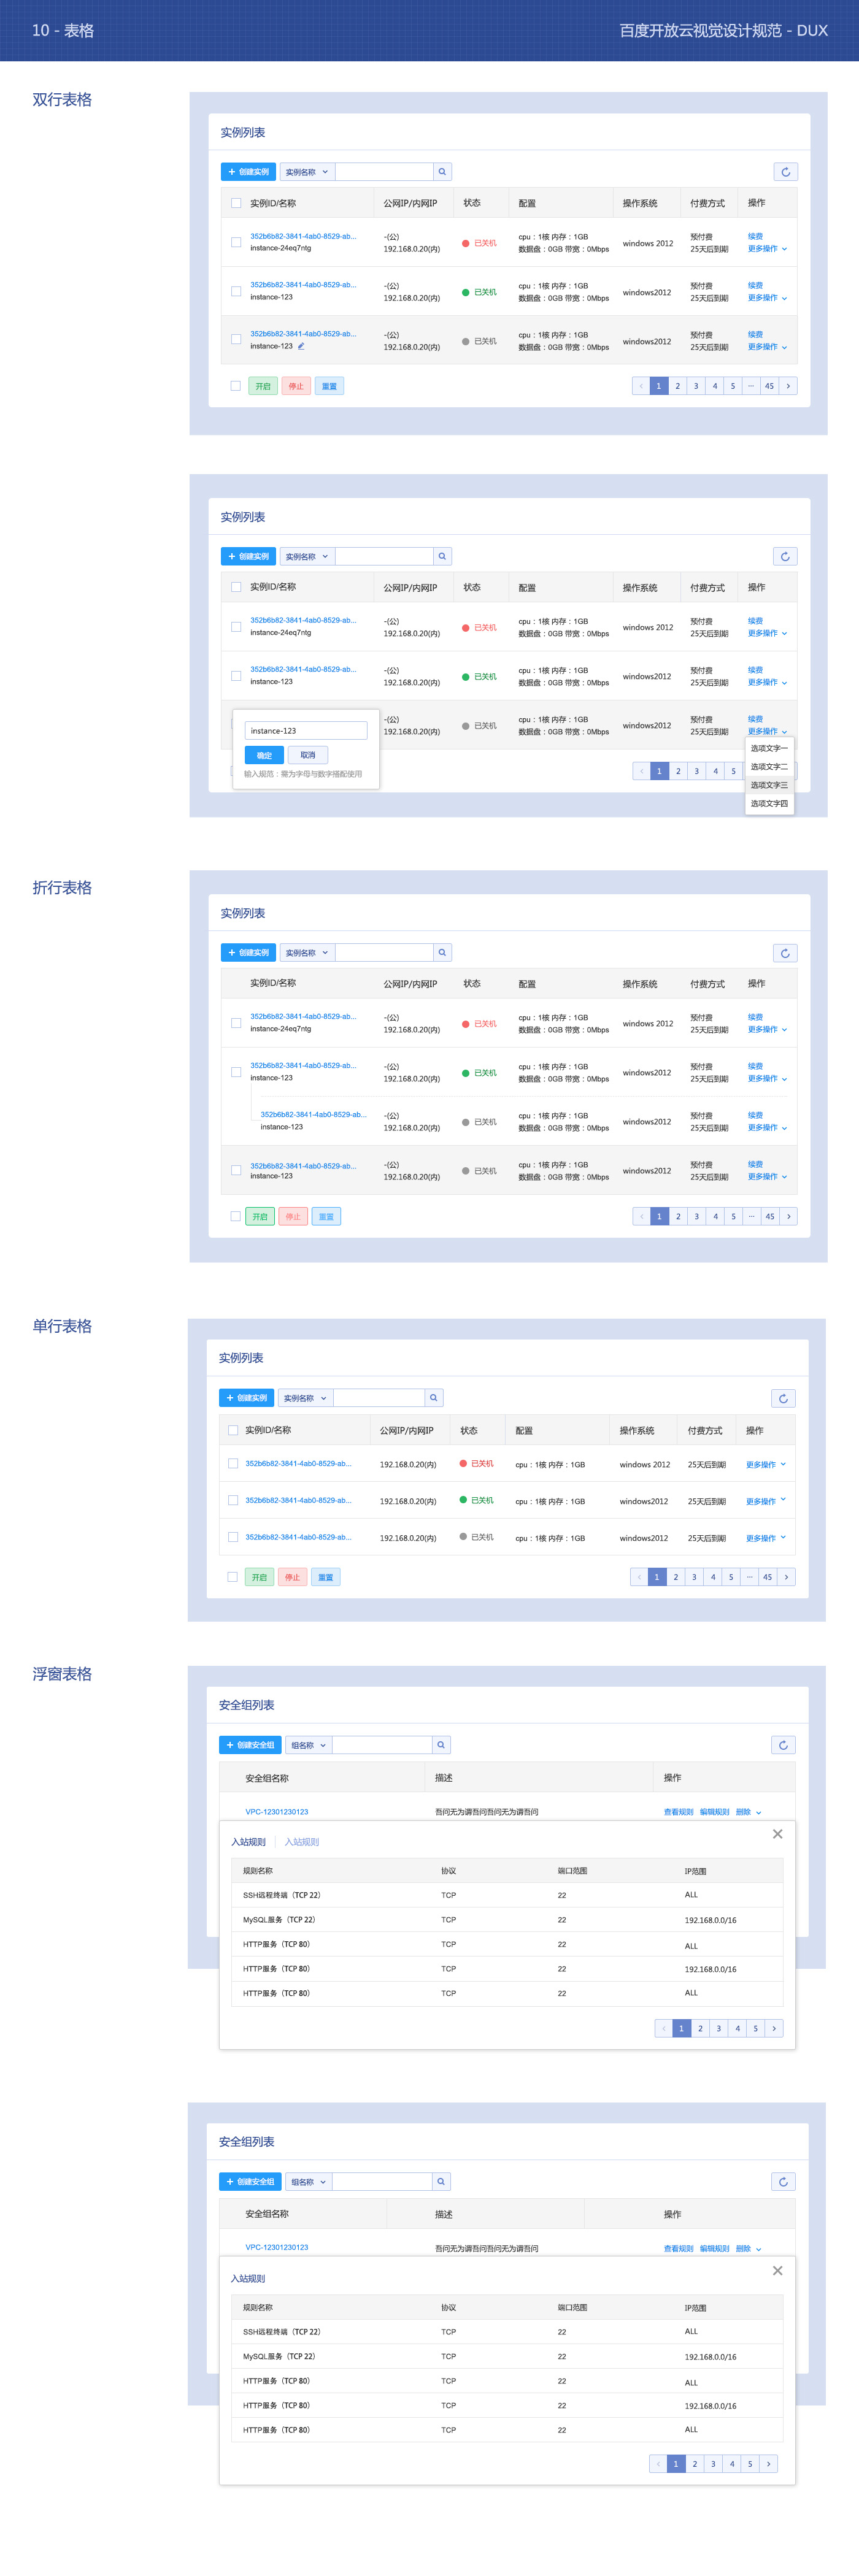 10 - 表格
百度开放云视觉设计规范 - DUX
双行表格
实例列表
+ 创建实例 实例名称
实例ID/名称 公网IP/内网IP 状态 配置 操作系统 付费方式 操作
352b6b82-3841-4ab0-8529-ab... -(公) cpu：1核 内存：1GB 预付费 续费
instance-24eq7ntg 192.168.0.20(内) 已关机 数据盘：0GB 带宽：0Mbps windows 2012 25天后到期 更多操作
352b6b82-3841-4ab0-8529-ab... -(公) cpu：1核 内存：1GB 预付费 续费
instance-123 192.168.0.20(内) 已关机 数据盘：0GB 带宽：0Mbps windows2012 25天后到期 更多操作
352b6b82-3841-4ab0-8529-ab... -(公) cpu：1核 内存：1GB 预付费 续费
instance-123 192.168.0.20(内) 已关机 数据盘：0GB 带宽：0Mbps windows2012 25天后到期 更多操作
开启 停止 重置 < 1 2 3 4 5 ... 45 >
实例列表
+ 创建实例 实例名称
实例ID/名称 公网IP/内网IP 状态 配置 操作系统 付费方式 操作
352b6b82-3841-4ab0-8529-ab... -(公) cpu：1核 内存：1GB 预付费 续费
instance-24eq7ntg 192.168.0.20(内) 已关机 数据盘：0GB 带宽：0Mbps windows 2012 25天后到期 更多操作
352b6b82-3841-4ab0-8529-ab... -(公) cpu：1核 内存：1GB 预付费 续费
instance-123 192.168.0.20(内) 已关机 数据盘：0GB 带宽：0Mbps windows2012 25天后到期 更多操作
-(公) cpu：1核 内存：1GB 预付费 续费
instance-123 192.168.0.20(内) 已关机 数据盘：0GB 带宽：0Mbps windows2012 25天后到期 更多操作
确定 取消
输入规范：需为字母与数字搭配使用
< 1 2 3 4 5
选项文字一
选项文字二
选项文字三
选项文字四
折行表格
实例列表
+ 创建实例 实例名称
实例ID/名称 公网IP/内网IP 状态 配置 操作系统 付费方式 操作
352b6b82-3841-4ab0-8529-ab... -(公) cpu：1核 内存：1GB 预付费 续费
instance-24eq7ntg 192.168.0.20(内) 已关机 数据盘：0GB 带宽：0Mbps windows 2012 25天后到期 更多操作
352b6b82-3841-4ab0-8529-ab... -(公) cpu：1核 内存：1GB 预付费 续费
instance-123 192.168.0.20(内) 已关机 数据盘：0GB 带宽：0Mbps windows2012 25天后到期 更多操作
352b6b82-3841-4ab0-8529-ab... -(公) cpu：1核 内存：1GB 预付费 续费
instance-123 192.168.0.20(内) 已关机 数据盘：0GB 带宽：0Mbps windows2012 25天后到期 更多操作
352b6b82-3841-4ab0-8529-ab... -(公) cpu：1核 内存：1GB 预付费 续费
instance-123 192.168.0.20(内) 已关机 数据盘：0GB 带宽：0Mbps windows2012 25天后到期 更多操作
开启 停止 重置 < 1 2 3 4 5 ... 45 >
单行表格
实例列表
+ 创建实例 实例名称
实例ID/名称 公网IP/内网IP 状态 配置 操作系统 付费方式 操作
352b6b82-3841-4ab0-8529-ab... 192.168.0.20(内) 已关机 cpu：1核 内存：1GB windows 2012 25天后到期 更多操作
352b6b82-3841-4ab0-8529-ab... 192.168.0.20(内) 已关机 cpu：1核 内存：1GB windows2012 25天后到期 更多操作
352b6b82-3841-4ab0-8529-ab... 192.168.0.20(内) 已关机 cpu：1核 内存：1GB windows2012 25天后到期 更多操作
开启 停止 重置 < 1 2 3 4 5 ... 45 >
浮窗表格
安全组列表
+ 创建安全组 组名称
安全组名称 描述 操作
VPC-12301230123 吾问无为谓吾问吾问无为谓吾问 查看规则 编辑规则 删除
入站规则 入站规则
规则名称 协议 端口范围 IP范围
SSH远程终端（TCP 22） TCP 22 ALL
MySQL服务（TCP 22） TCP 22 192.168.0.0/16
HTTP服务（TCP 80） TCP 22 ALL
HTTP服务（TCP 80） TCP 22 192.168.0.0/16
HTTP服务（TCP 80） TCP 22 ALL
< 1 2 3 4 5 >
安全组列表
+ 创建安全组 组名称
安全组名称 描述 操作
VPC-12301230123 吾问无为谓吾问吾问无为谓吾问 查看规则 编辑规则 删除
入站规则
规则名称 协议 端口范围 IP范围
SSH远程终端（TCP 22） TCP 22 ALL
MySQL服务（TCP 22） TCP 22 192.168.0.0/16
HTTP服务（TCP 80） TCP 22 ALL
HTTP服务（TCP 80） TCP 22 192.168.0.0/16
HTTP服务（TCP 80） TCP 22 ALL
< 1 2 3 4 5 >